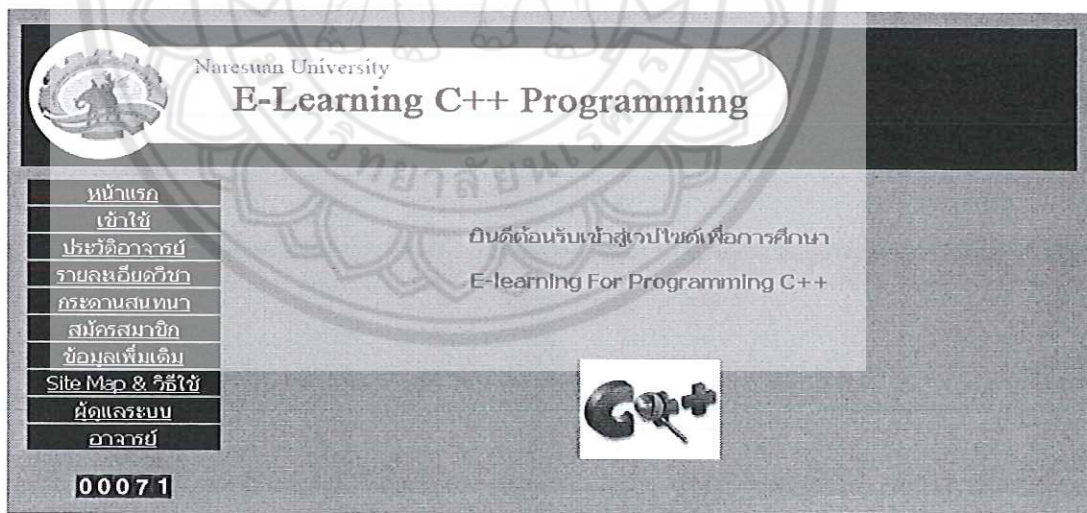 Naresuan University
E-Learning C++ Programming
หน้าแรก
เข้าใช้
ประวัติอาจารย์
รายละเอียดวิชา
กระดานสนทนา
สมัครสมาชิก
ข้อมูลเพิ่มเติม
Site Map & วิธีใช้
ผู้ดูแลระบบ
อาจารย์
00071
ยินดีต้อนรับเข้าสู่เวปไซด์เพื่อการศึกษา
E-learning For Programming C++
C++